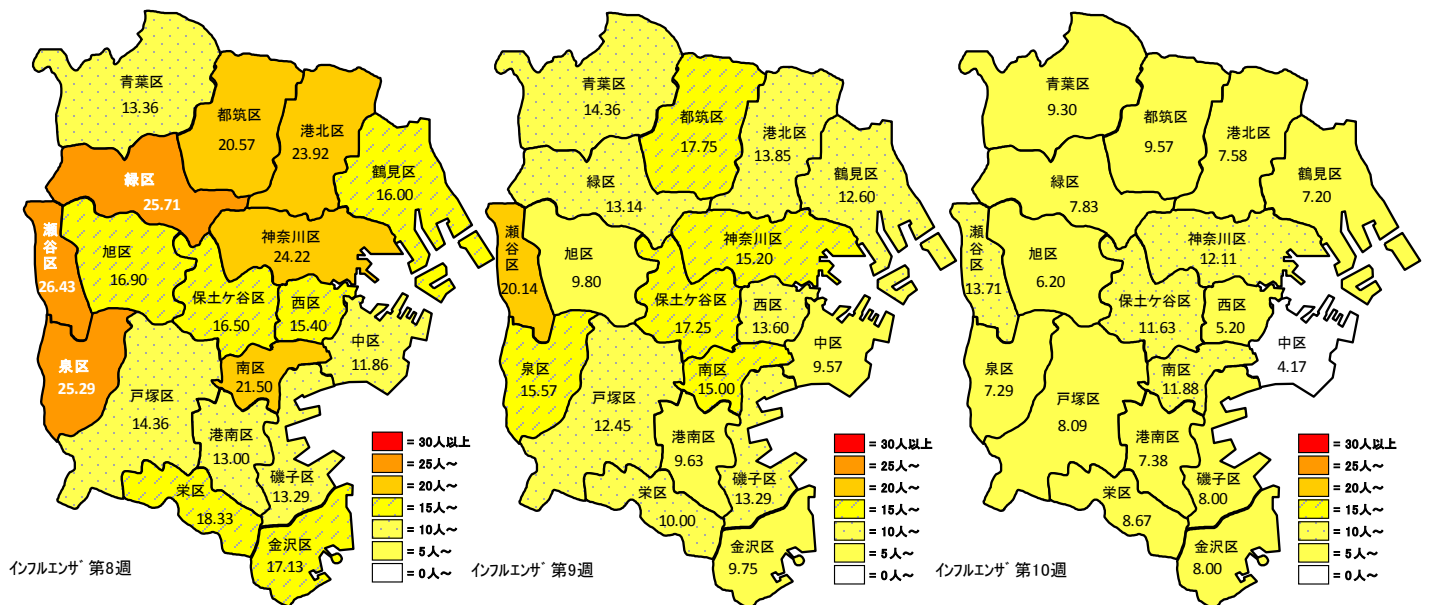 青葉区
13.36
都筑区
20.57
港北区
23.92
鶴見区
16.00
緑区
25.71
瀬谷区
26.43
旭区
16.90
神奈川区
24.22
保土ケ谷区
16.50
西区
15.40
中区
11.86
泉区
25.29
南区
21.50
戸塚区
14.36
港南区
13.00
磯子区
13.29
栄区
18.33
金沢区
17.13
= 30人以上
= 25人～
= 20人～
= 15人～
= 10人～
= 5人～
= 0人～
インフルエンザ 第8週
青葉区
14.36
都筑区
17.75
港北区
13.85
鶴見区
12.60
緑区
13.14
瀬谷区
20.14
旭区
9.80
神奈川区
15.20
保土ケ谷区
17.25
西区
13.60
中区
9.57
泉区
15.57
南区
15.00
戸塚区
12.45
港南区
9.63
磯子区
13.29
栄区
10.00
金沢区
9.75
= 30人以上
= 25人～
= 20人～
= 15人～
= 10人～
= 5人～
= 0人～
インフルエンザ 第9週
青葉区
9.30
都筑区
9.57
港北区
7.58
鶴見区
7.20
緑区
7.83
瀬谷区
13.71
旭区
6.20
神奈川区
12.11
保土ケ谷区
11.63
西区
5.20
中区
4.17
泉区
7.29
南区
11.88
戸塚区
8.09
港南区
7.38
磯子区
8.00
栄区
8.67
金沢区
8.00
= 30人以上
= 25人～
= 20人～
= 15人～
= 10人～
= 5人～
= 0人～
インフルエンザ 第10週